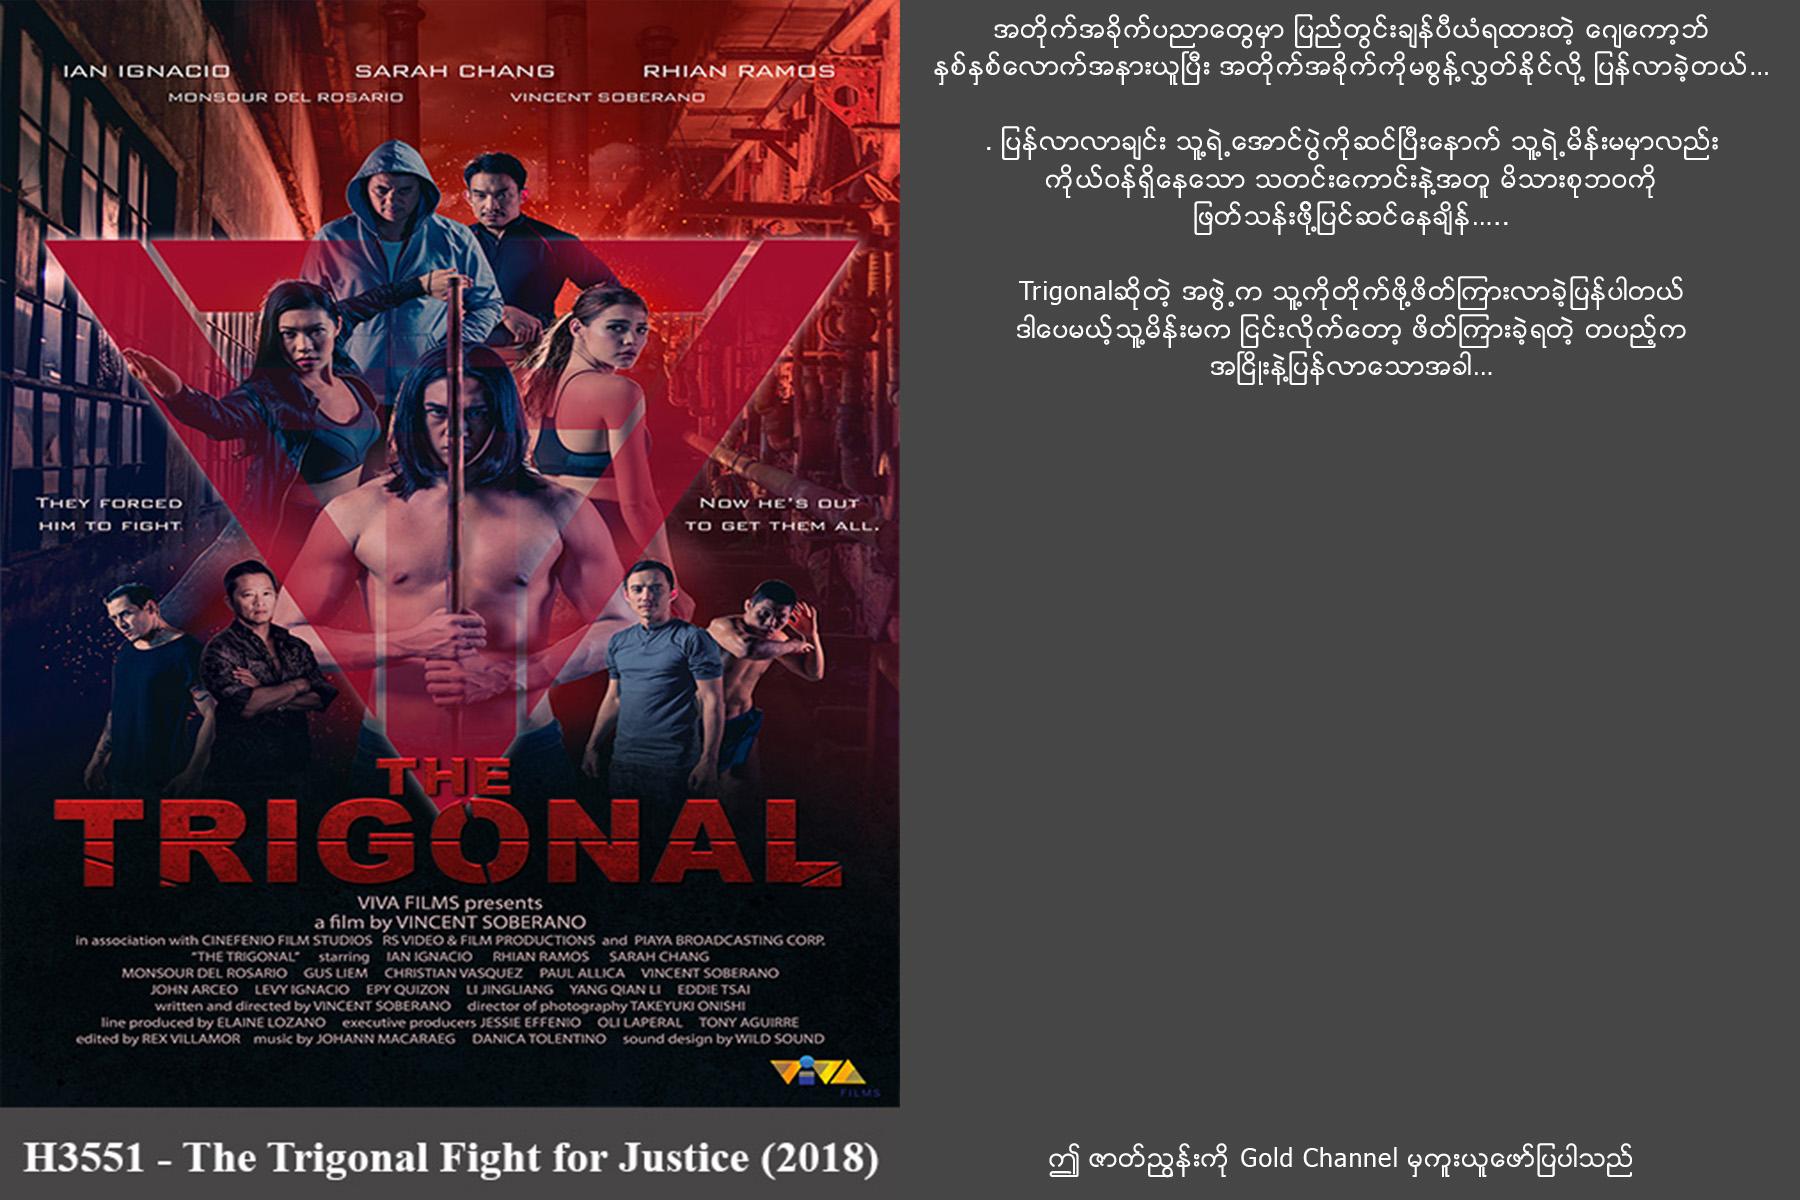 IAN IGNACIO SARAH CHANG RHIAN RAMOS
MONSOUR DEL ROSARIO VINCENT SOBERANO
THEY FORCED
HIM TO FIGHT.
NOW HE'S OUT
TO GET THEM ALL.
THE
TRIGONAL
VIVA FILMS presents
a film by VINCENT SOBERANO
in association with CINEFENIO FILM STUDIOS RS VIDEO & FILM PRODUCTIONS and PIAYA BROADCASTING CORP.
"THE TRIGONAL" starring IAN IGNACIO RHIAN RAMOS SARAH CHANG
MONSOUR DEL ROSARIO GUS LIEM CHRISTIAN VASQUEZ PAUL ALLICA VINCENT SOBERANO
JOHN ARCEO LEVY IGNACIO EPY QUIZON LI JINGLIANG YANG QIAN LI EDDIE TSAI
written and directed by VINCENT SOBERANO director of photography TAKEYUKI ONISHI
line produced by ELAINE LOZANO executive producers JESSIE EFFENIO OLI LAPERAL TONY AGUIRRE
edited by REX VILLAMOR music by JOHANN MACARAEG DANICA TOLENTINO sound design by WILD SOUND
VIVA
FILMS
H3551 - The Trigonal Fight for Justice (2018)
အတိုက်အခိုက်ပညာတွေမှာ ပြည်တွင်းချန်ပီယံရထားတဲ့ ဂျေကော့ဘ်
နှစ်နှစ်လောက်အနားယူပြီး အတိုက်အခိုက်ကိုမစွန့်လွှတ်နိုင်လို့ ပြန်လာခဲ့တယ်...
. ပြန်လာလာချင်း သူ့ရဲ့အောင်ပွဲကိုဆင်ပြီးနောက် သူ့ရဲ့မိန်းမမှာလည်း
ကိုယ်ဝန်ရှိနေသော သတင်းကောင်းနဲ့အတူ မိသားစုဘဝကို
ဖြတ်သန်းဖို့ပြင်ဆင်နေချိန်.....
Trigonalဆိုတဲ့ အဖွဲ့က သူ့ကိုတိုက်ဖို့ဖိတ်ကြားလာခဲ့ပြန်ပါတယ်
ဒါပေမယ့်သူ့မိန်းမက ငြင်းလိုက်တော့ ဖိတ်ကြားခဲ့ရတဲ့ တပည့်က
အငြိုးနဲ့ပြန်လာသောအခါ...
ဤ ဇာတ်ညွှန်းကို Gold Channel မှကူးယူဖော်ပြပါသည်